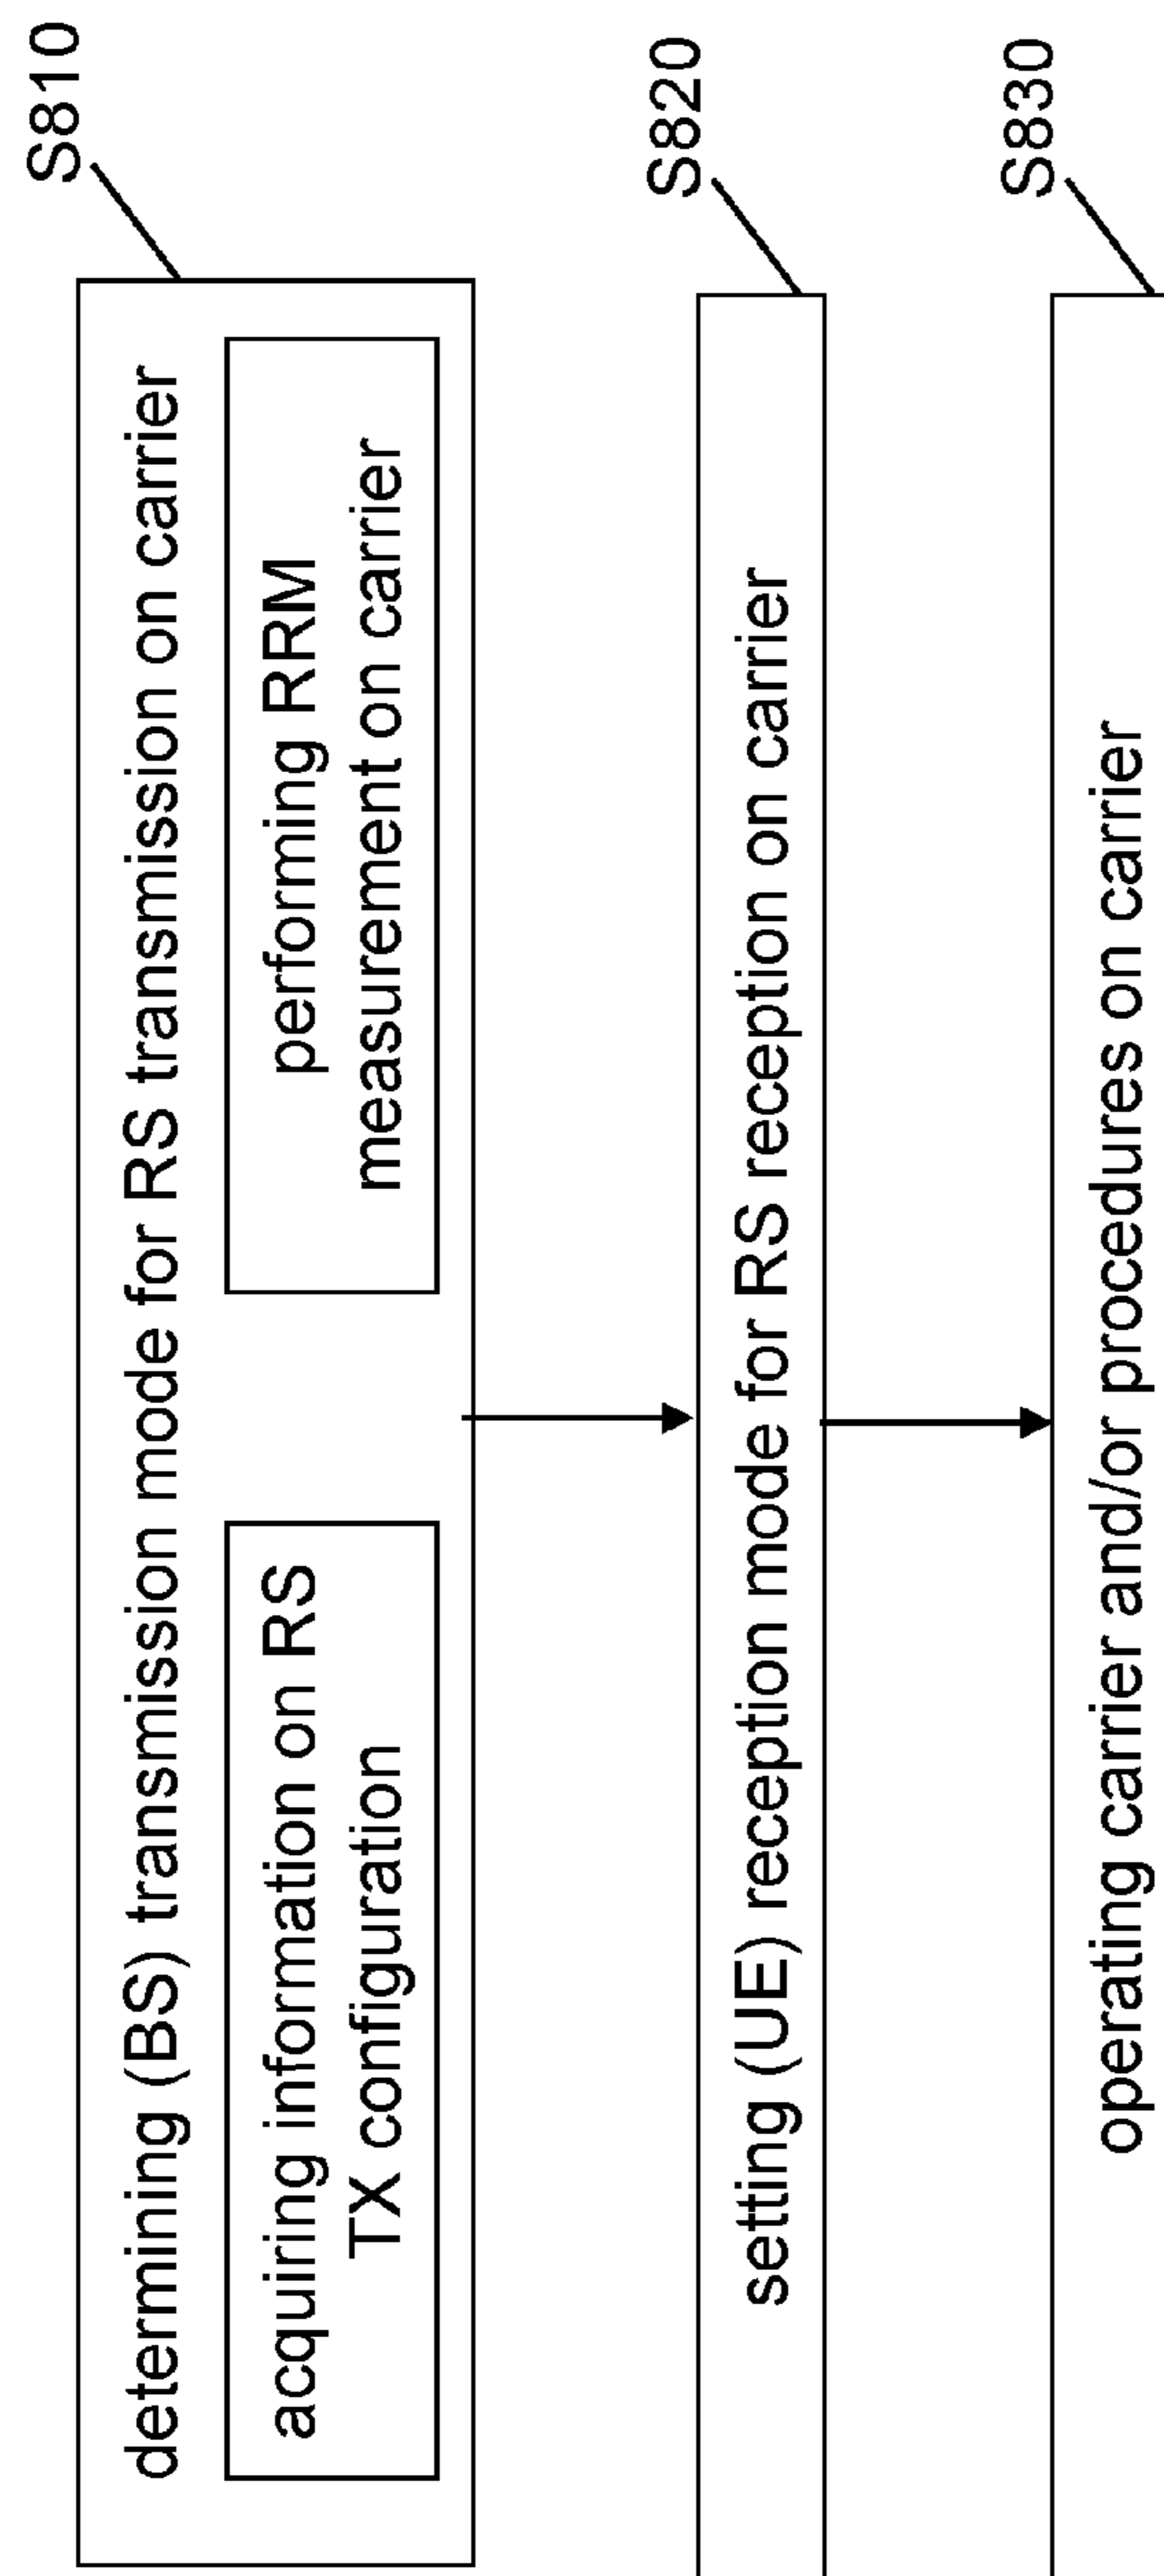 S810
determining (BS) transmission mode for RS transmission on carrier
acquiring information on RS
TX configuration
performing RRM
measurement on carrier
S820
setting (UE) reception mode for RS reception on carrier
S830
operating carrier and/or procedures on carrier